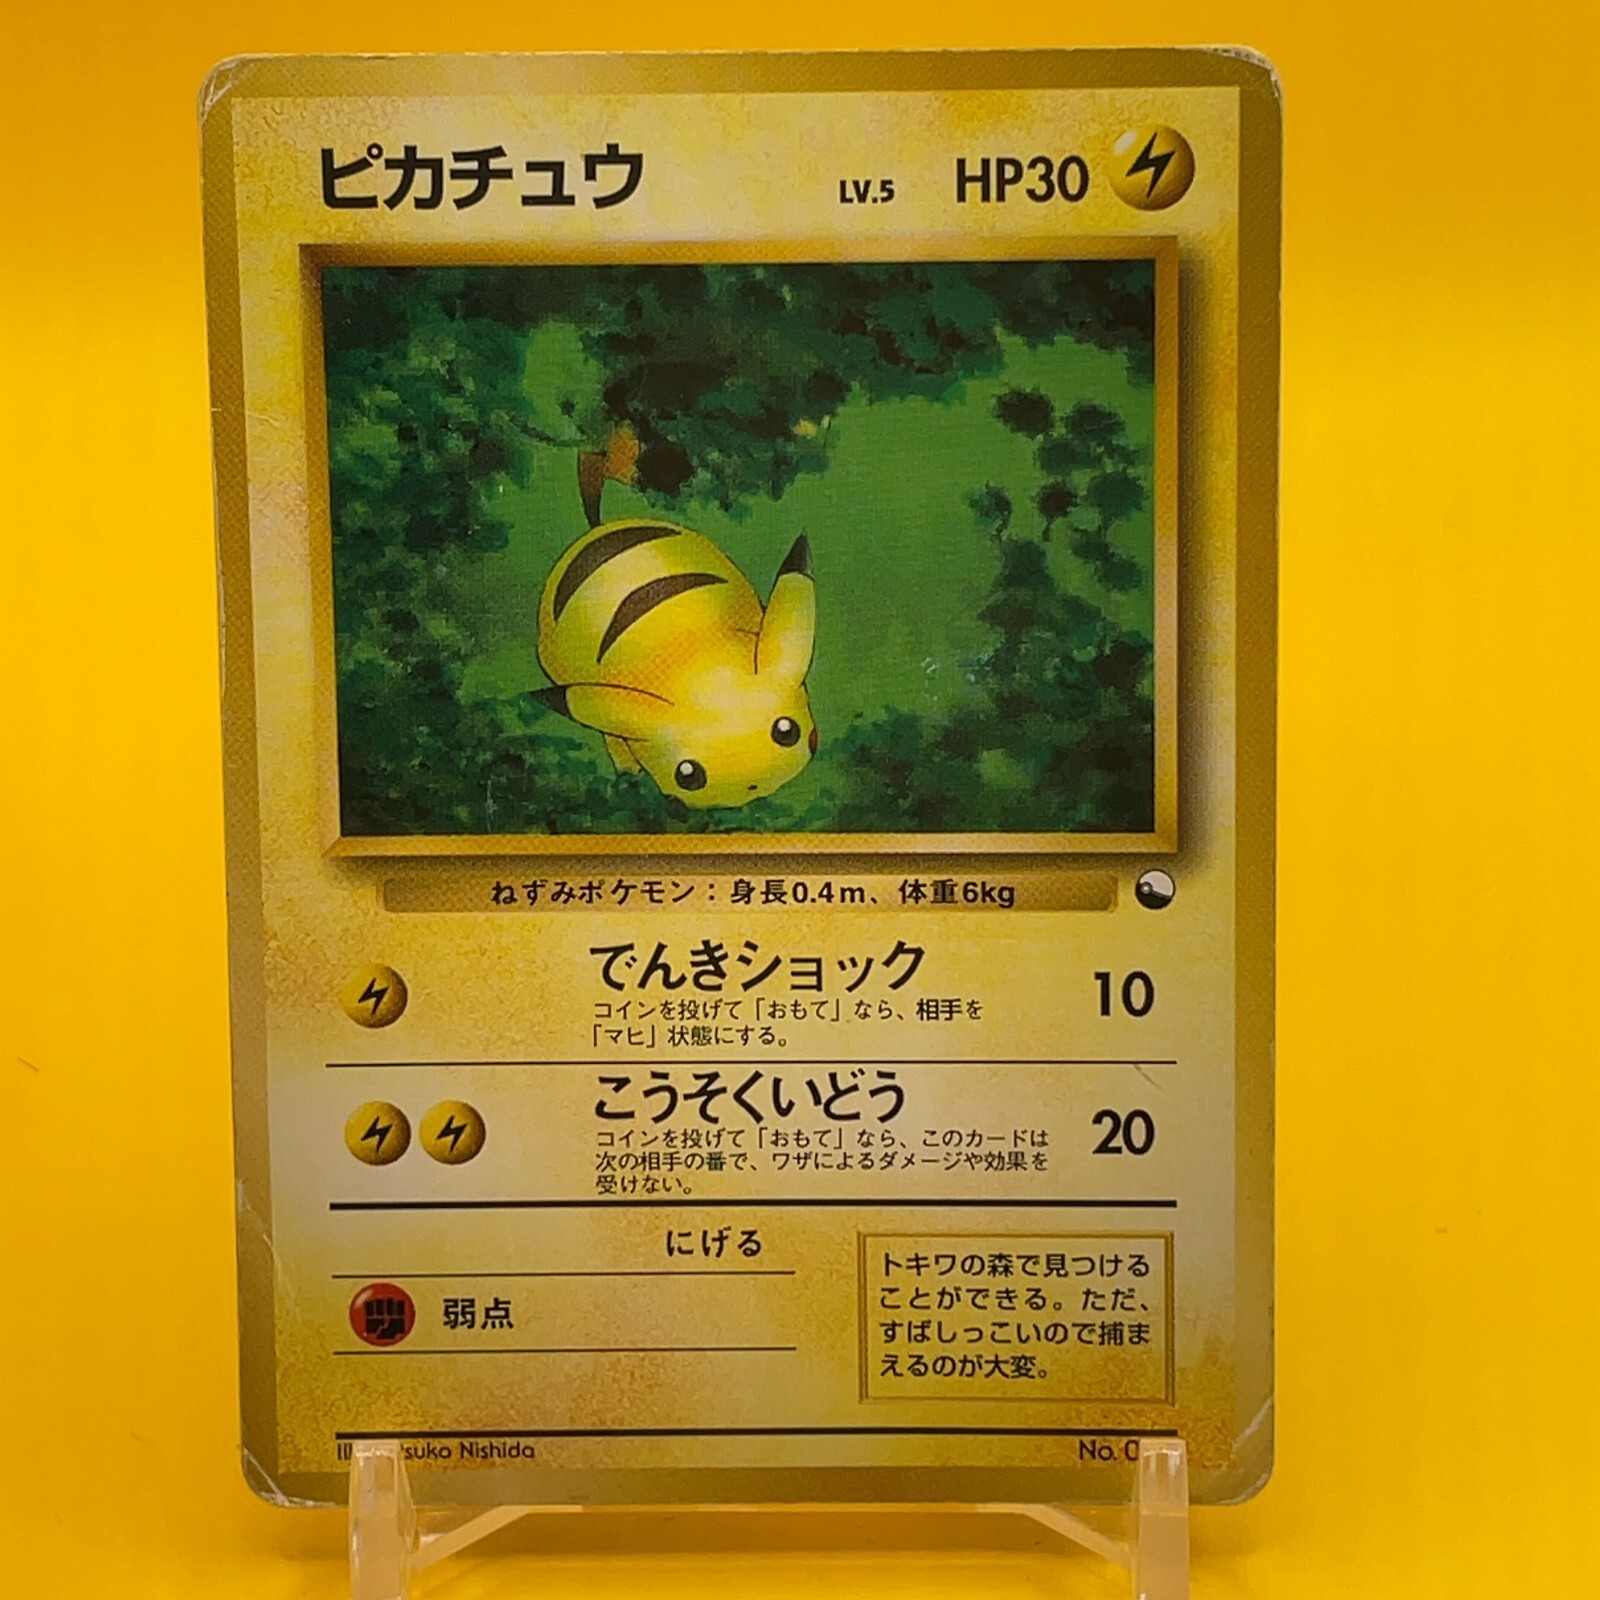 ピカチュウ LV.5 HP30
ねずみポケモン：身長0.4m、体重6kg
でんきショック 10
コインを投げて「おもて」なら、相手を
「マヒ」状態にする。
こうそくいどう 20
コインを投げて「おもて」なら、このカードは
次の相手の番で、ワザによるダメージや効果を
受けない。
にげる
弱点
トキワの森で見つける
ことができる。ただ、
すばしっこいので捕ま
えるのが大変。
Nishida
No.